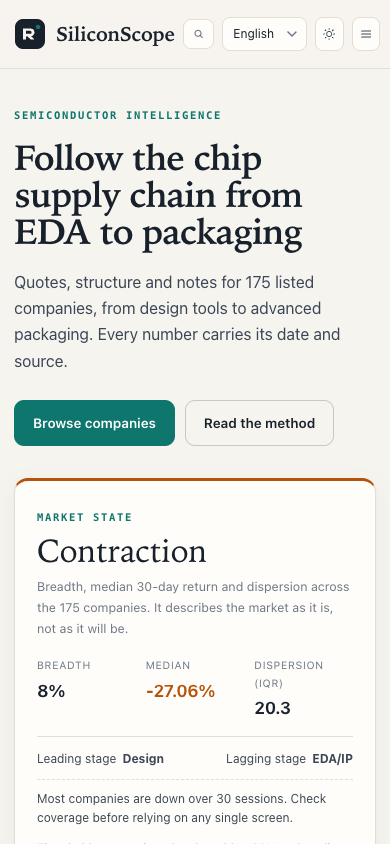 R SiliconScope English
SEMICONDUCTOR INTELLIGENCE
Follow the chip
supply chain from
EDA to packaging
Quotes, structure and notes for 175 listed
companies, from design tools to advanced
packaging. Every number carries its date and
source.
Browse companies Read the method
MARKET STATE
Contraction
Breadth, median 30-day return and dispersion across
the 175 companies. It describes the market as it is,
not as it will be.
BREADTH MEDIAN DISPERSION
(IQR)
8% -27.06% 20.3
Leading stage Design Lagging stage EDA/IP
Most companies are down over 30 sessions. Check
coverage before relying on any single screen.